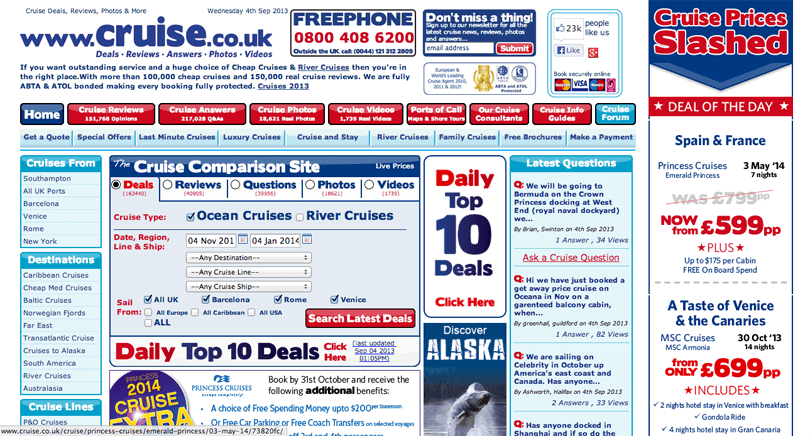 Cruise Deals, Reviews, Photos & More
Wednesday 4th Sep 2013
www.cruise.co.uk
Deals · Reviews · Answers · Photos · Videos
FREEPHONE
0800 408 6200
Outside the UK call (0044) 121 312 2809
Don't miss a thing!
Sign up to our newsletter for all the
latest cruise news, reviews, photos
and answers...
email address
Submit
European &
World's Leading
Cruise Agent 2010,
2011 & 2012!
ABTA and ATOL
Protected
23k
people
like
us
Like
Book securely online
If you want outstanding service and a huge choice of Cheap Cruises & River Cruises then you're in
the right place.With more than 100,000 cheap cruises and 150,000 real cruise reviews. We are fully
ABTA & ATOL bonded making every booking fully protected. Cruises 2013
Home
Cruise Reviews
151,768 Opinions
Cruise Answers
217,028 Q&As
Cruise Photos
18,621 Real Photos
Cruise Videos
1,739 Real Videos
Ports of Call
Maps & Shore Tours
Our Cruise
Consultants
Cruise Info
Guides
Cruise
Forum
Get a Quote
Special Offers
Last Minute Cruises
Luxury Cruises
Cruise and Stay
River Cruises
Family Cruises
Free Brochures
Make a Payment
Cruises From
Southampton
All UK Ports
Barcelona
Venice
Rome
New York
Destinations
Caribbean Cruises
Cheap Med Cruises
Baltic Cruises
Norwegian Fjords
Far East
Transatlantic Cruise
Cruises to Alaska
South America
River Cruises
Australasia
Cruise Lines
P&O Cruises
www.cruise.co.uk/cruise/princess-cruises/emerald-princess/03-may-14/73820fc/
The Cruise Comparison Site
Live Prices
Deals
(163440)
Reviews
(40905)
Questions
(39956)
Photos
(18621)
Videos
(1739)
Cruise Type:
Ocean Cruises
River Cruises
Date, Region,
Line & Ship:
04 Nov 201
04 Jan 2014
--Any Destination--
--Any Cruise Line--
--Any Cruise Ship--
Sail
From:
All UK
Barcelona
Rome
Venice
All Europe
All Caribbean
All USA
ALL
Search Latest Deals
Daily Top 10 Deals
Click
Here
(last updated
Sep 04 2013
01:05PM)
PRINCESS
2014
CRUISE
EXTRA
PRINCESS CRUISES
escape completely
Book by 31st October and receive the
following additional benefits:
A choice of Free Spending Money upto $200 per Stateroom
Or Free Car Parking or Free Coach Transfers on selected voyages
Daily
Top
10
Deals
Click Here
Discover
ALASKA
Latest Questions
Q: We will be going to
Bermuda on the Crown
Princess docking at West
End (royal naval dockyard)
we...
By Brian, Swinton on 4th Sep 2013
1 Answer , 34 Views
Ask a Cruise Question
Q: Hi we have just booked a
get away price cruise on
Oceana in Nov on a
garenteed balcony cabin,
when...
By greenhall, guildford on 4th Sep 2013
1 Answer , 82 Views
Q: We are sailing on
Celebrity in October up
America's east coast and
Canada. Has anyone...
By Ashworth, Halifax on 4th Sep 2013
2 Answers , 33 Views
Q: Has anyone docked in
Shanghai and if so do the
Cruise Prices
Slashed
DEAL OF THE DAY
Spain & France
Princess Cruises
Emerald Princess
3 May '14
7 nights
WAS £799pp
NOW
from £599pp
PLUS
Up to $175 per Cabin
FREE On Board Spend
A Taste of Venice
& the Canaries
MSC Cruises
MSC Armonia
30 Oct '13
14 nights
from
ONLY £699pp
INCLUDES
2 nights hotel stay in Venice with breakfast
Gondola Ride
4 nights hotel stay in Gran Canaria